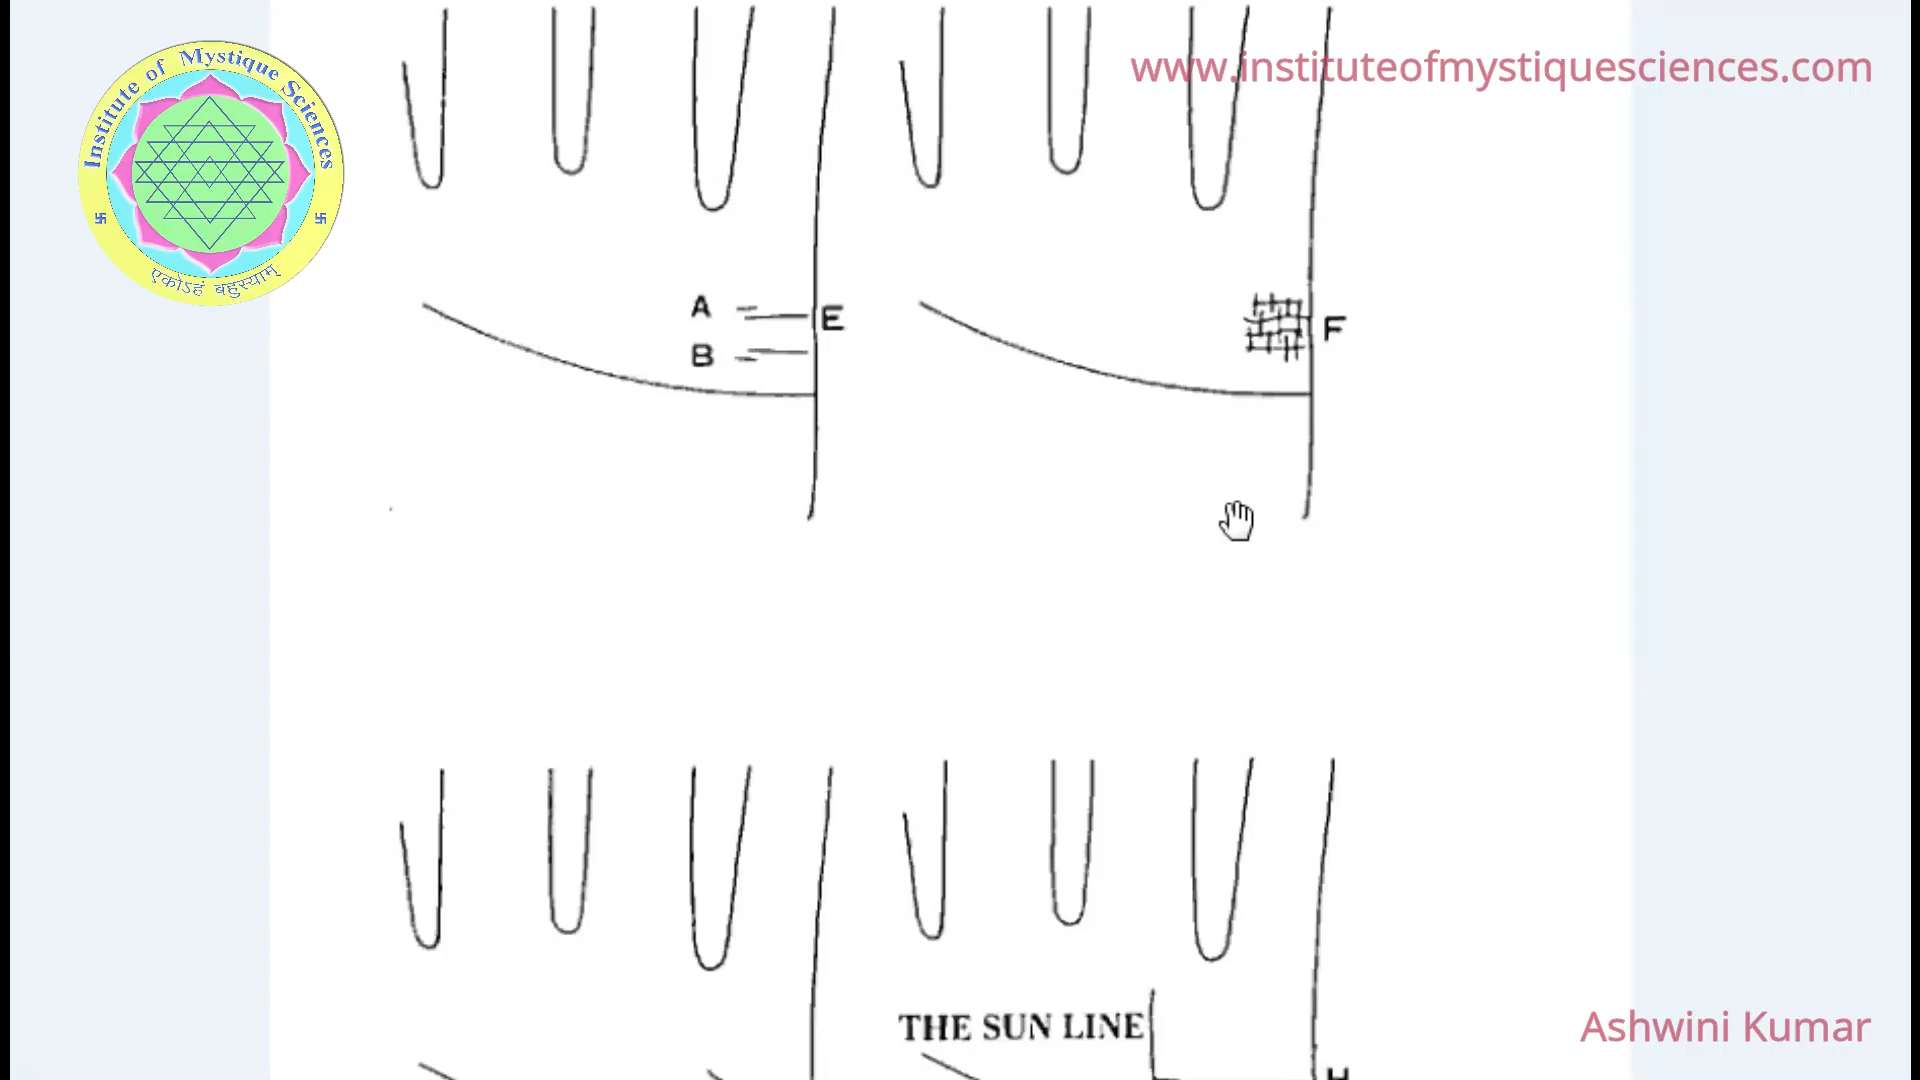 Institute of Mystique Sciences
एकोऽहं बहुस्याम्
www.instituteofmystiquesciences.com
A
E
B
F
THE SUN LINE
H
Ashwini Kumar